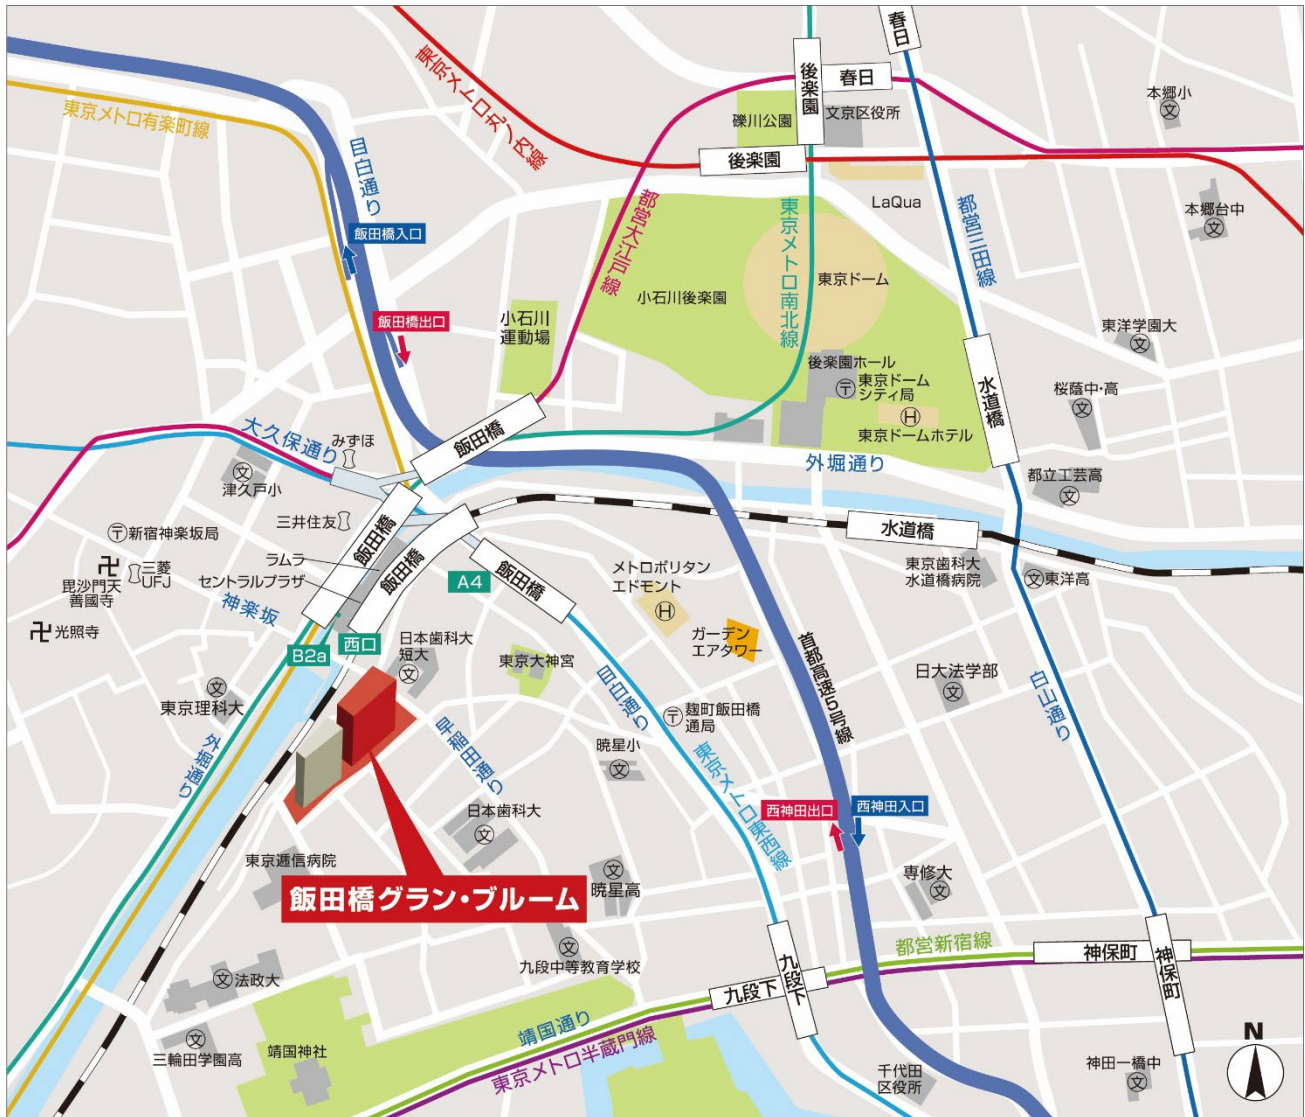 春日
後楽園
春日
本郷小
文
東京メトロ丸ノ内線
東京メトロ有楽町線
目白通り
礫川公園
文京区役所
後楽園
LaQua
都営三田線
本郷台中
文
飯田橋入口
都営大江戸線
東京メトロ南北線
東京ドーム
小石川後楽園
飯田橋出口
小石川
運動場
東洋学園大
文
後楽園ホール
〒
東京ドーム
シティ局
H
東京ドームホテル
水道橋
桜蔭中・高
文
大久保通り
みずほ
飯田橋
外堀通り
文
津久戸小
都立工芸高
文
三井住友
〒新宿神楽坂局
飯田橋
飯田橋
飯田橋
水道橋
ラムラ
セントラルプラザ
A4
メトロポリタン
エドモント
H
東京歯科大
水道橋病院
文東洋高
卍
毘沙門天
善國寺
三菱
UFJ
神楽坂
卍光照寺
B2a
西口
日本歯科大
短大
文
東京大神宮
ガーデン
エアタワー
首都高速5号線
日大法学部
文
文
東京理科大
目白通り
〒
麹町飯田橋
通局
白山通り
外堀通り
早稲田通り
暁星小
文
東京メトロ東西線
西神田出口
西神田入口
日本歯科大
文
東京逓信病院
文
暁星高
専修大
文
飯田橋グラン・ブルーム
文
九段中等教育学校
都営新宿線
神保町
神保町
九段下
九段下
文法政大
文
三輪田学園高
靖国神社
靖国通り
東京メトロ半蔵門線
千代田
区役所
神田一橋中
文
N